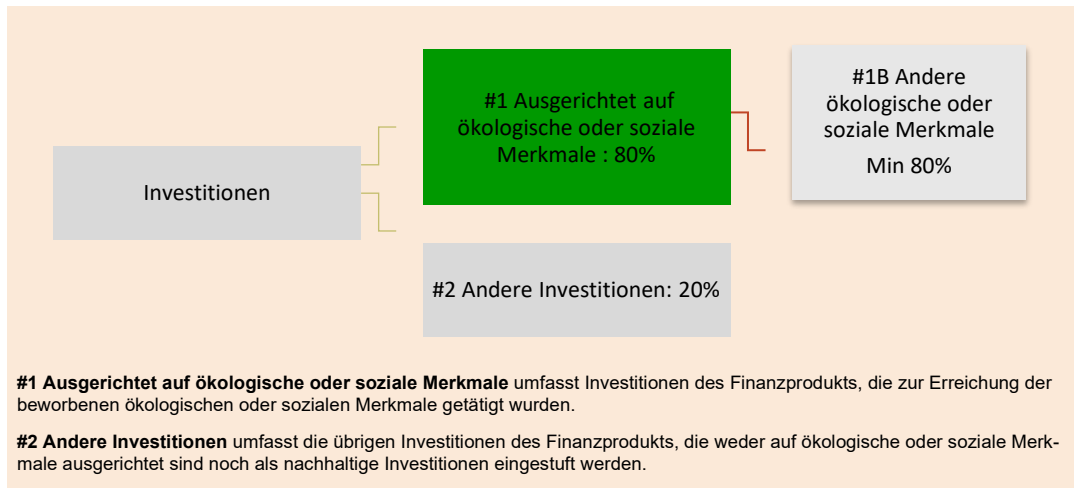 #1 Ausgerichtet auf
ökologische oder soziale
Merkmale : 80%
#1B Andere
ökologische oder
soziale Merkmale
Min 80%
Investitionen
#2 Andere Investitionen: 20%
#1 Ausgerichtet auf ökologische oder soziale Merkmale umfasst Investitionen des Finanzprodukts, die zur Erreichung der
beworbenen ökologischen oder sozialen Merkmale getätigt wurden.
#2 Andere Investitionen umfasst die übrigen Investitionen des Finanzprodukts, die weder auf ökologische oder soziale Merk-
male ausgerichtet sind noch als nachhaltige Investitionen eingestuft werden.